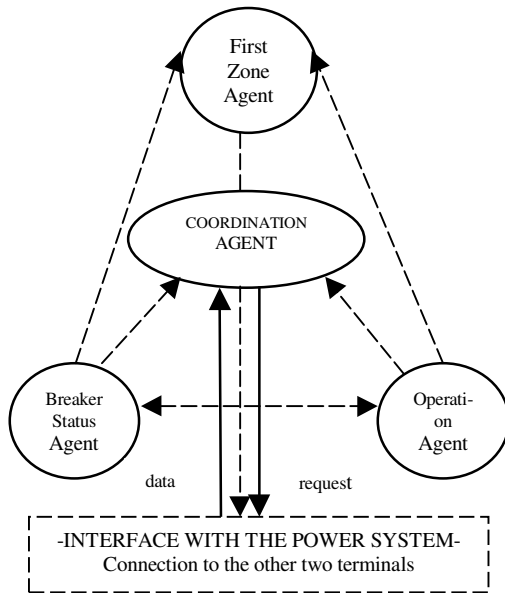 First
Zone
Agent
COORDINATION
AGENT
Breaker
Status
Agent
Operati-
on
Agent
data
request
-INTERFACE WITH THE POWER SYSTEM-
Connection to the other two terminals